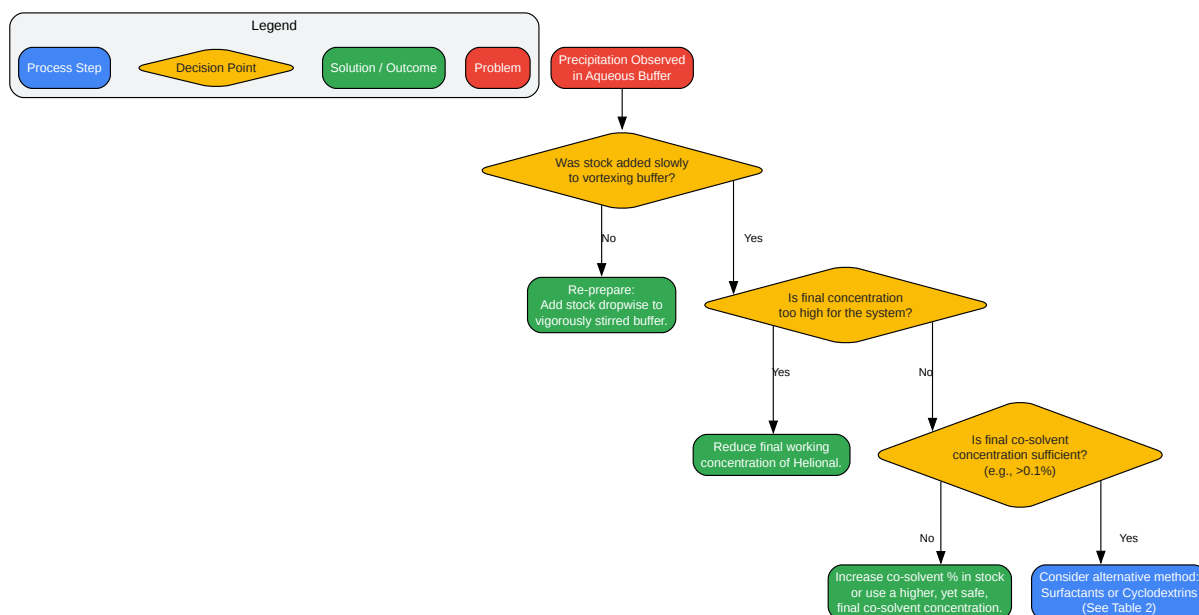 Legend
Process Step
Decision Point
Solution / Outcome
Problem
Precipitation Observed
in Aqueous Buffer
Was stock added slowly
to vortexing buffer?
No
Yes
Re-prepare:
Add stock dropwise to
vigorously stirred buffer.
Is final concentration
too high for the system?
Yes
No
Reduce final working
concentration of Helional.
Is final co-solvent
concentration sufficient?
(e.g., >0.1%)
No
Yes
Increase co-solvent % in stock
or use a higher, yet safe,
final co-solvent concentration.
Consider alternative method:
Surfactants or Cyclodextrins
(See Table 2)